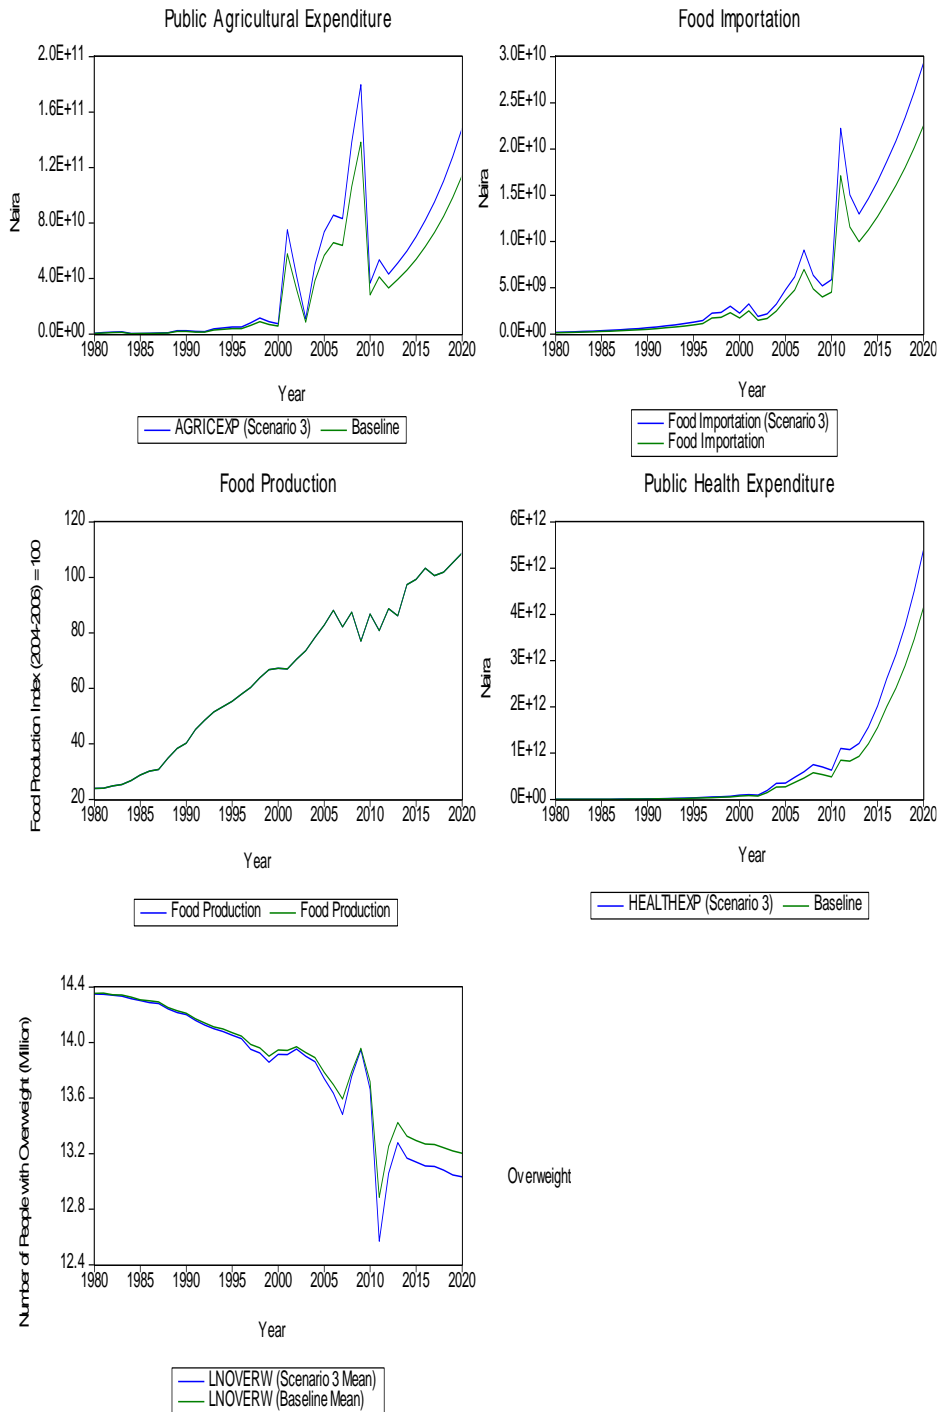 Public Agricultural Expenditure
2.0E+11
1.6E+11
1.2E+11
8.0E+10
4.0E+10
0.0E+00
Naira
1980 1985 1990 1995 2000 2005 2010 2015 2020
Year
AGRICEXP (Scenario 3) Baseline
Food Importation
3.0E+10
2.5E+10
2.0E+10
1.5E+10
1.0E+10
5.0E+09
0.0E+00
Naira
1980 1985 1990 1995 2000 2005 2010 2015 2020
Year
Food Importation (Scenario 3)
Food Importation
Food Production
120
100
80
60
40
20
Food Production Index (2004-2006) = 100
1980 1985 1990 1995 2000 2005 2010 2015 2020
Year
Food Production Food Production
Public Health Expenditure
6E+12
5E+12
4E+12
3E+12
2E+12
1E+12
0E+00
Naira
1980 1985 1990 1995 2000 2005 2010 2015 2020
Year
HEALTHEXP (Scenario 3) Baseline
14.4
14.0
13.6
13.2
12.8
12.4
Number of People with Overweight (Million)
1980 1985 1990 1995 2000 2005 2010 2015 2020
Year
LNOVERW (Scenario 3 Mean)
LNOVERW (Baseline Mean)
Overweight